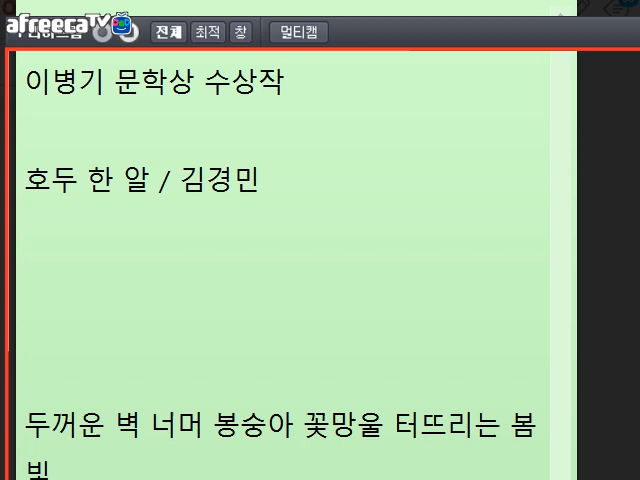 afreecaTV
전체 최적 창 멀티캠
이병기 문학상 수상작
호두 한 알 / 김경민
두꺼운 벽 너머 봉숭아 꽃망울 터뜨리는 봄
빛